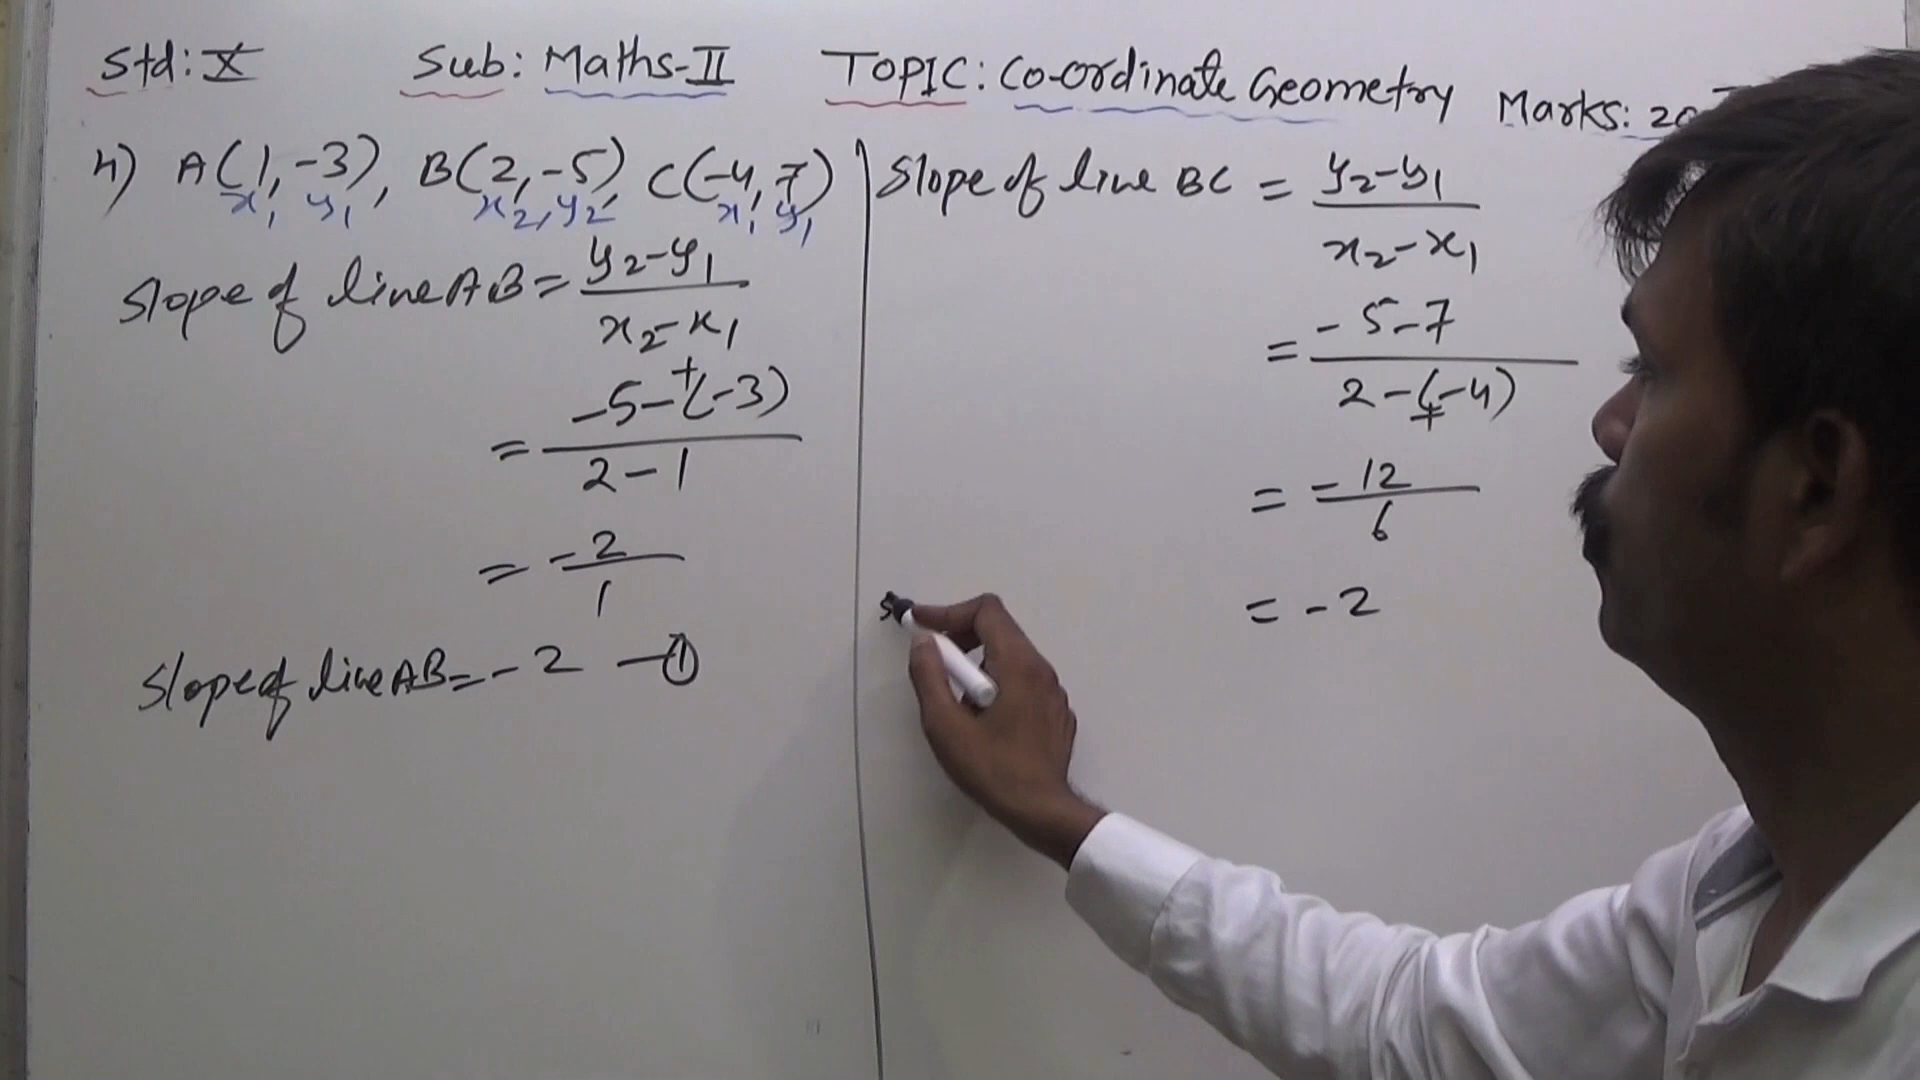 Std: X Sub: Maths-II TOPIC: Co-ordinate Geometry Marks: 20
4) A(1, -3), B(2, -5), C(-4, 7)
x₁ y₁ x₂, y₂ x₁ y₁
Slope of line AB = y₂-y₁
x₂-x₁
= -5-(-3)
+
2-1
= -2
1
Slope of line AB = -2 —①
Slope of line BC = y₂-y₁
x₂-x₁
= -5-7
2-(-4)
+
= -12
6
= -2
s